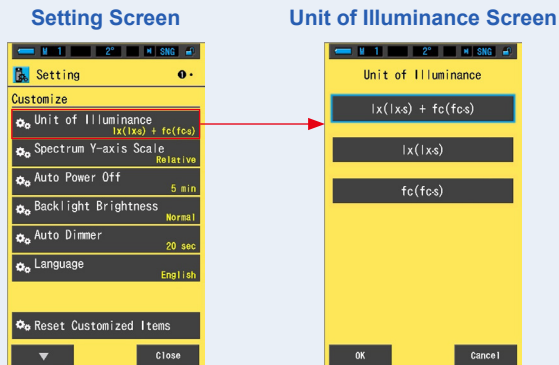 Setting Screen
Unit of Illuminance Screen
M 1 2° SNG
Setting
Customize
Unit of Illuminance
lx(lx·s) + fc(fc·s)
Spectrum Y-axis Scale
Relative
Auto Power Off
5 min
Backlight Brightness
Normal
Auto Dimmer
20 sec
Language
English
Reset Customized Items
▼ Close
M 1 2° SNG
Unit of Illuminance
lx(lx·s) + fc(fc·s)
lx(lx·s)
fc(fc·s)
OK Cancel